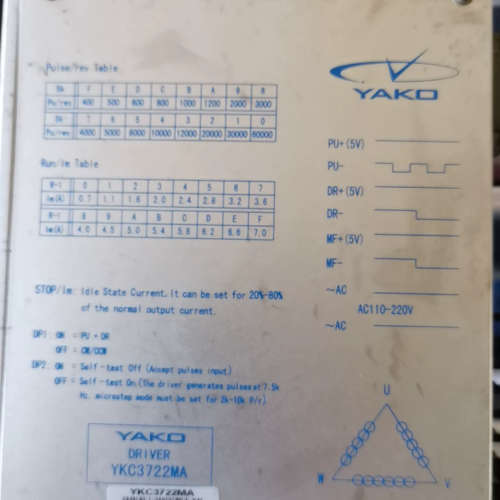 Pulse/rev Table
DA F E D C B A 9 8
Pu/rev 400 500 600 800 1000 1200 2000 3000
DA 7 6 5 4 3 2 1 0
Pu/rev 4000 5000 6000 10000 12000 20000 30000 60000
Run/Im Table
R-I 0 1 2 3 4 5 6 7
Im(A) 0.7 1.1 1.6 2.0 2.4 2.8 3.2 3.6
R-I 8 9 A B C D E F
Im(A) 4.0 4.5 5.0 5.4 5.8 6.2 6.6 7.0
STOP/Im: Idle State Current, it can be set for 20%-80%
of the normal output current.
DP1: ON = PU + DR
OFF = CW/CCW
DP2: ON = Self-test Off (Accept pulses input)
OFF = Self-test On (The driver generates pulses at 7.5k
Hz, microstep mode must be set for 2k-10k P/r)
YAKO
DRIVER
YKC3722MA
YKC3722MA
YAKO
PU+(5V)
PU-
DR+(5V)
DR-
MF+(5V)
MF-
~AC
AC110-220V
~AC
U
W V